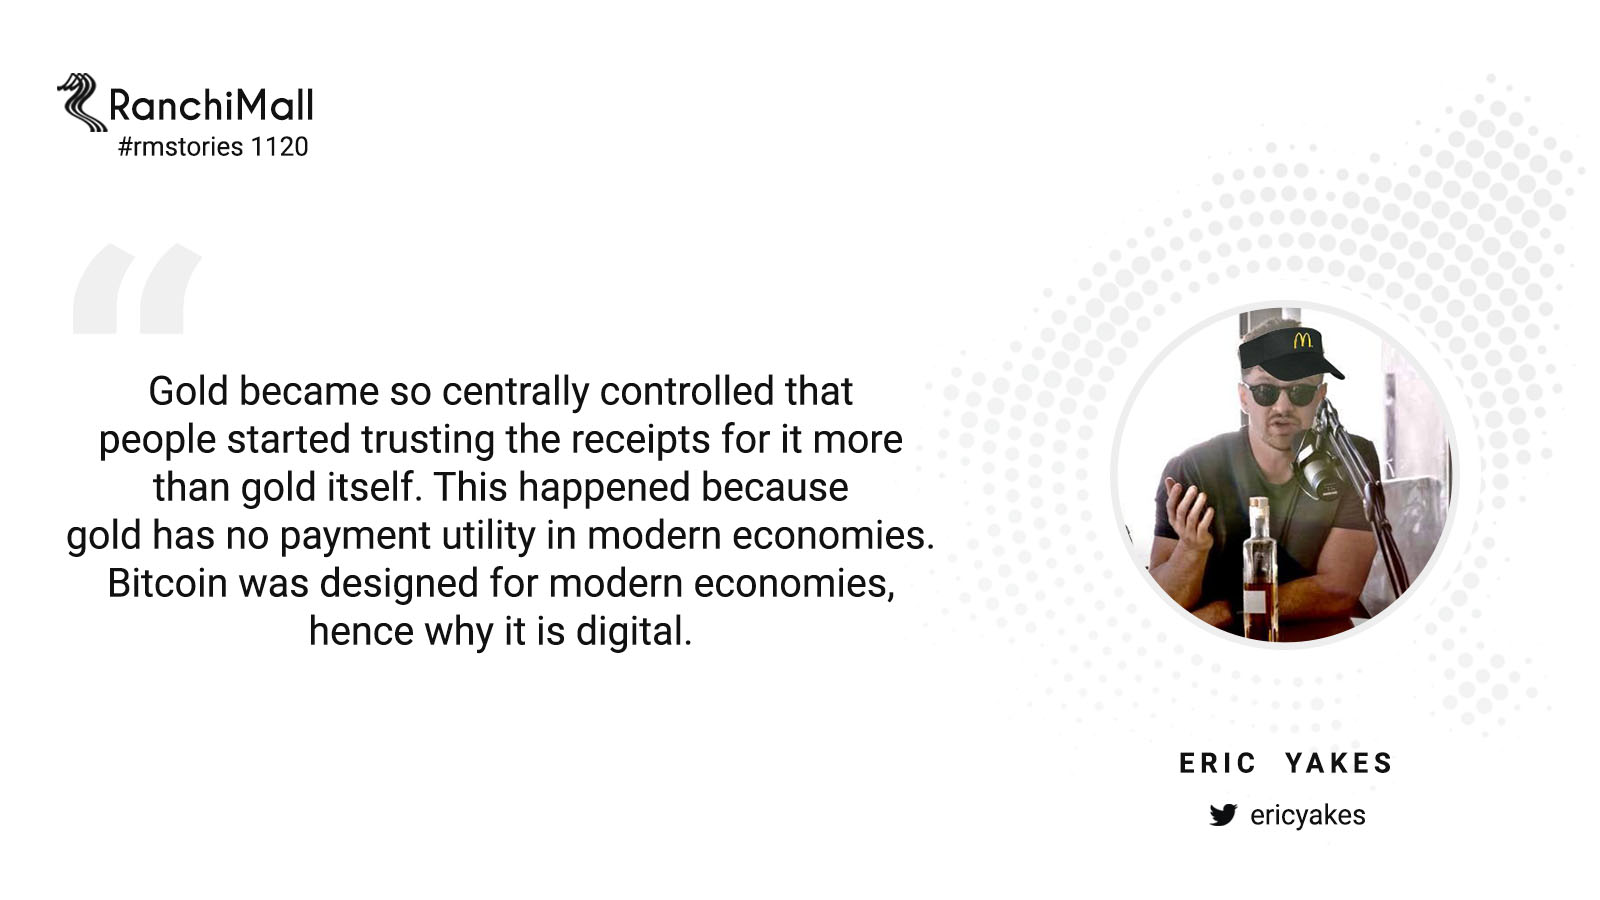 RanchiMall
#rmstories 1120
“
Gold became so centrally controlled that
people started trusting the receipts for it more
than gold itself. This happened because
gold has no payment utility in modern economies.
Bitcoin was designed for modern economies,
hence why it is digital.
M
ERIC YAKES
ericyakes